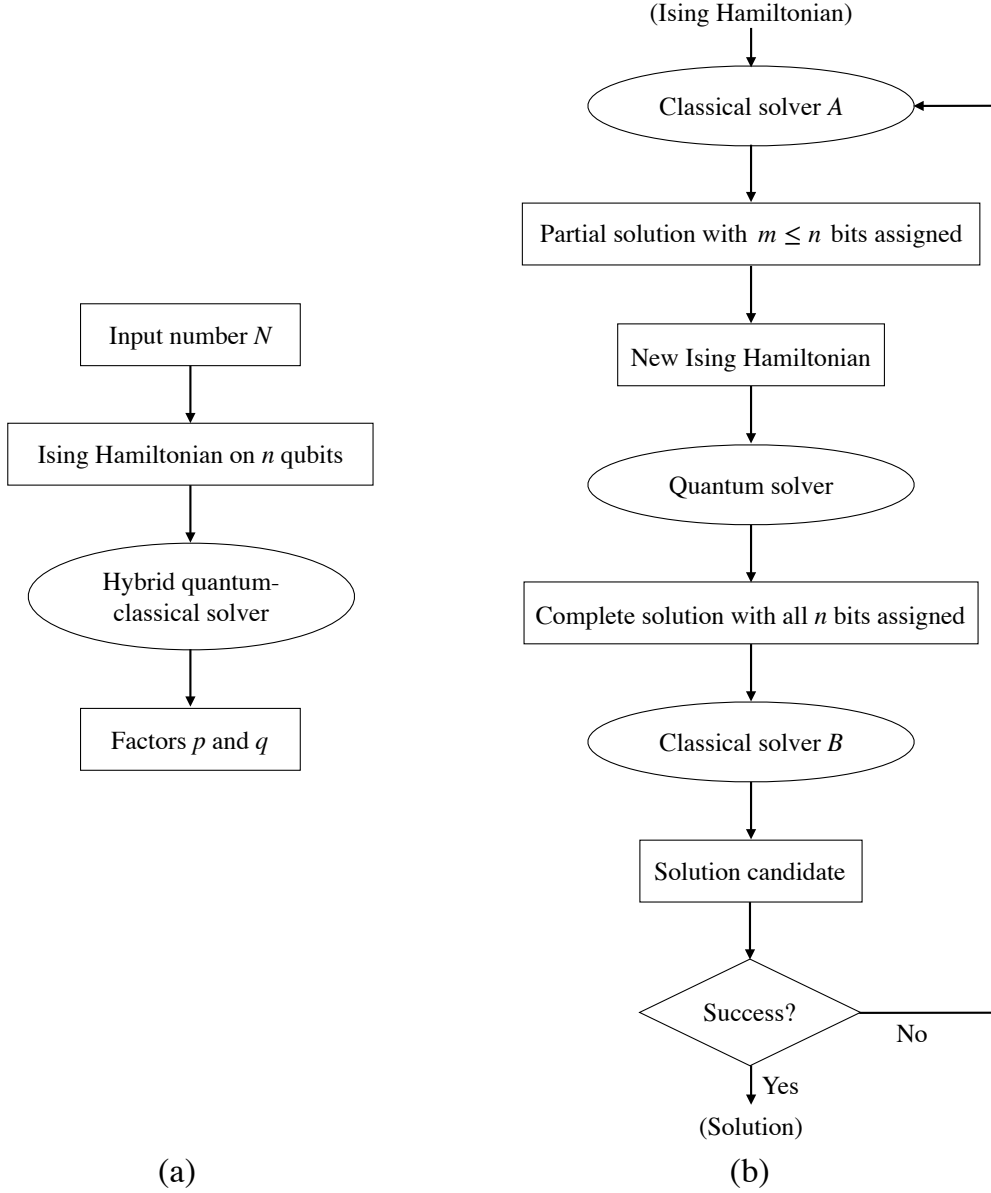 Input number N
Ising Hamiltonian on n qubits
Hybrid quantum-
classical solver
Factors p and q
(a)
(Ising Hamiltonian)
Classical solver A
Partial solution with m ≤ n bits assigned
New Ising Hamiltonian
Quantum solver
Complete solution with all n bits assigned
Classical solver B
Solution candidate
Success?
No
Yes
(Solution)
(b)